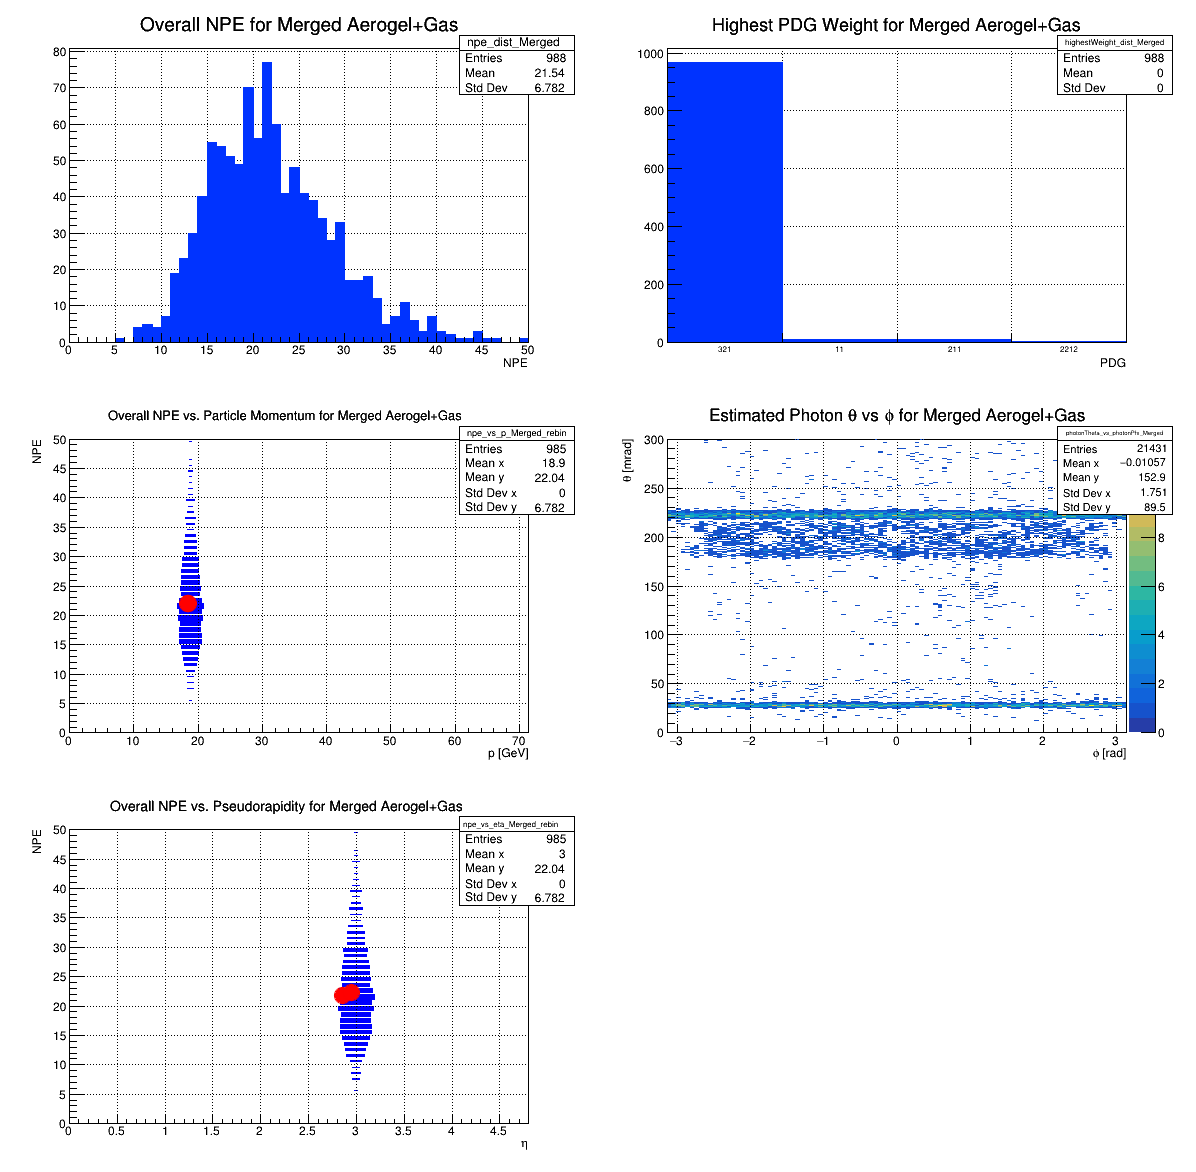 Overall NPE for Merged Aerogel+Gas
npe_dist_Merged
Entries 988
Mean 21.54
Std Dev 6.782
80
70
60
50
40
30
20
10
0
0 5 10 15 20 25 30 35 40 45 50
NPE
Highest PDG Weight for Merged Aerogel+Gas
highestWeight_dist_Merged
Entries 988
Mean 0
Std Dev 0
1000
800
600
400
200
0
321 11 211 2212
PDG
Overall NPE vs. Particle Momentum for Merged Aerogel+Gas
npe_vs_p_Merged_rebin
Entries 985
Mean x 18.9
Mean y 22.04
Std Dev x 0
Std Dev y 6.782
NPE
50
45
40
35
30
25
20
15
10
5
0
0 10 20 30 40 50 60 70
p [GeV]
Estimated Photon θ vs ϕ for Merged Aerogel+Gas
photonTheta_vs_photonPhi_Merged
Entries 21431
Mean x −0.01057
Mean y 152.9
Std Dev x 1.751
Std Dev y 89.5
θ [mrad]
300
250
200
150
100
50
0
−3 −2 −1 0 1 2 3
ϕ [rad]
8
6
4
2
0
Overall NPE vs. Pseudorapidity for Merged Aerogel+Gas
npe_vs_eta_Merged_rebin
Entries 985
Mean x 3
Mean y 22.04
Std Dev x 0
Std Dev y 6.782
NPE
50
45
40
35
30
25
20
15
10
5
0
0 0.5 1 1.5 2 2.5 3 3.5 4 4.5
η